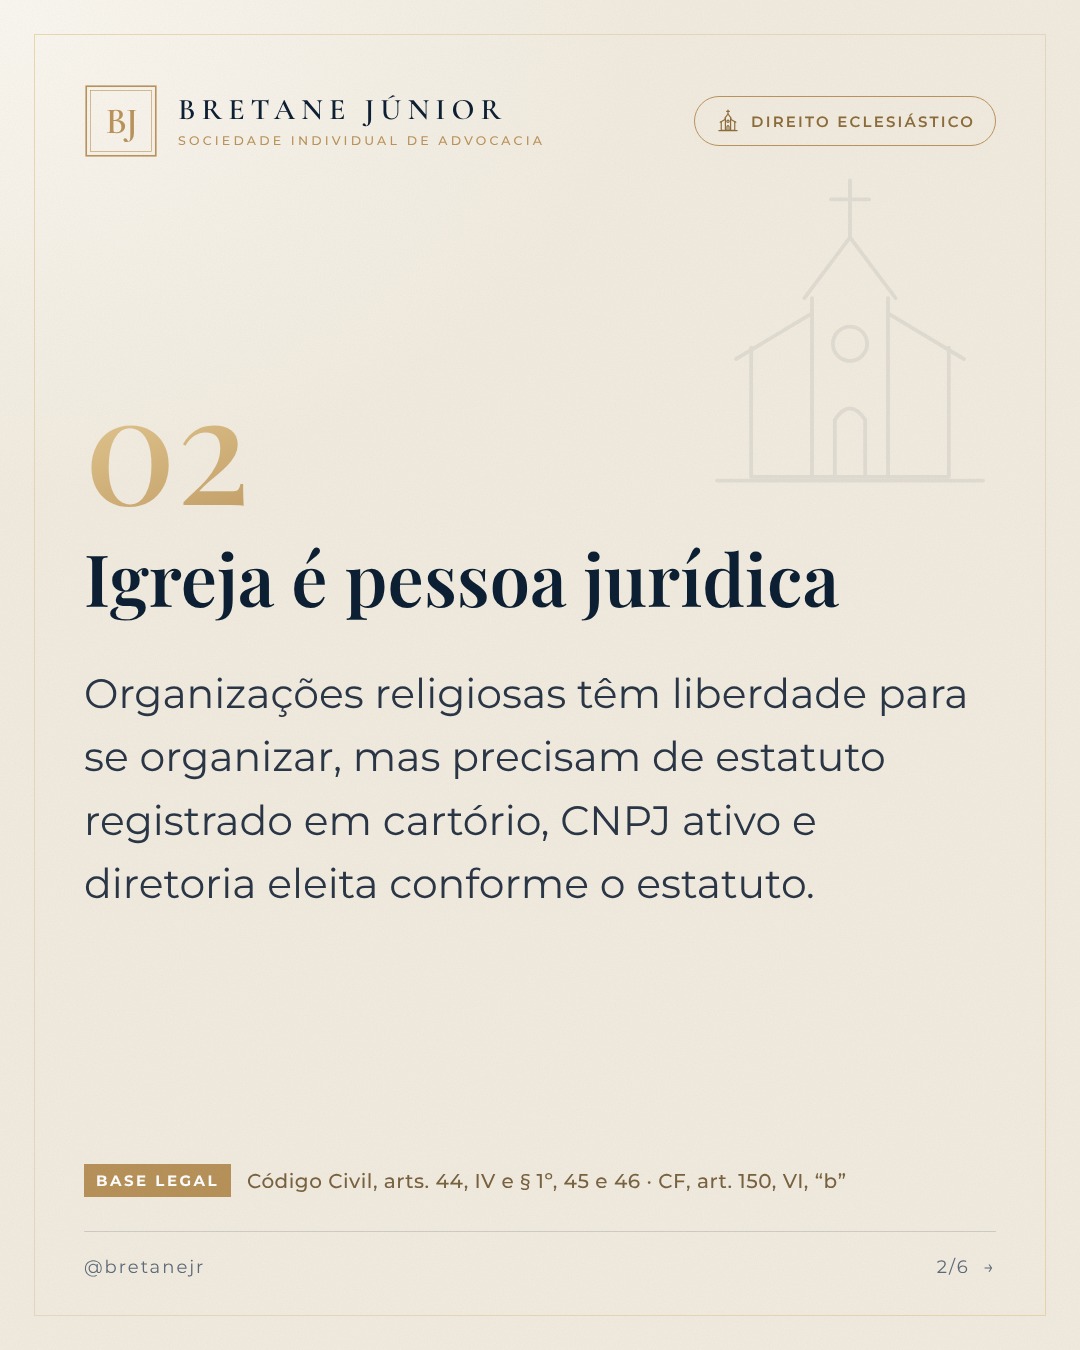 BJ
BRETANE JÚNIOR
SOCIEDADE INDIVIDUAL DE ADVOCACIA
DIREITO ECLESIÁSTICO
02
Igreja é pessoa jurídica
Organizações religiosas têm liberdade para
se organizar, mas precisam de estatuto
registrado em cartório, CNPJ ativo e
diretoria eleita conforme o estatuto.
BASE LEGAL Código Civil, arts. 44, IV e § 1º, 45 e 46 · CF, art. 150, VI, “b”
@bretanejr
2/6 →